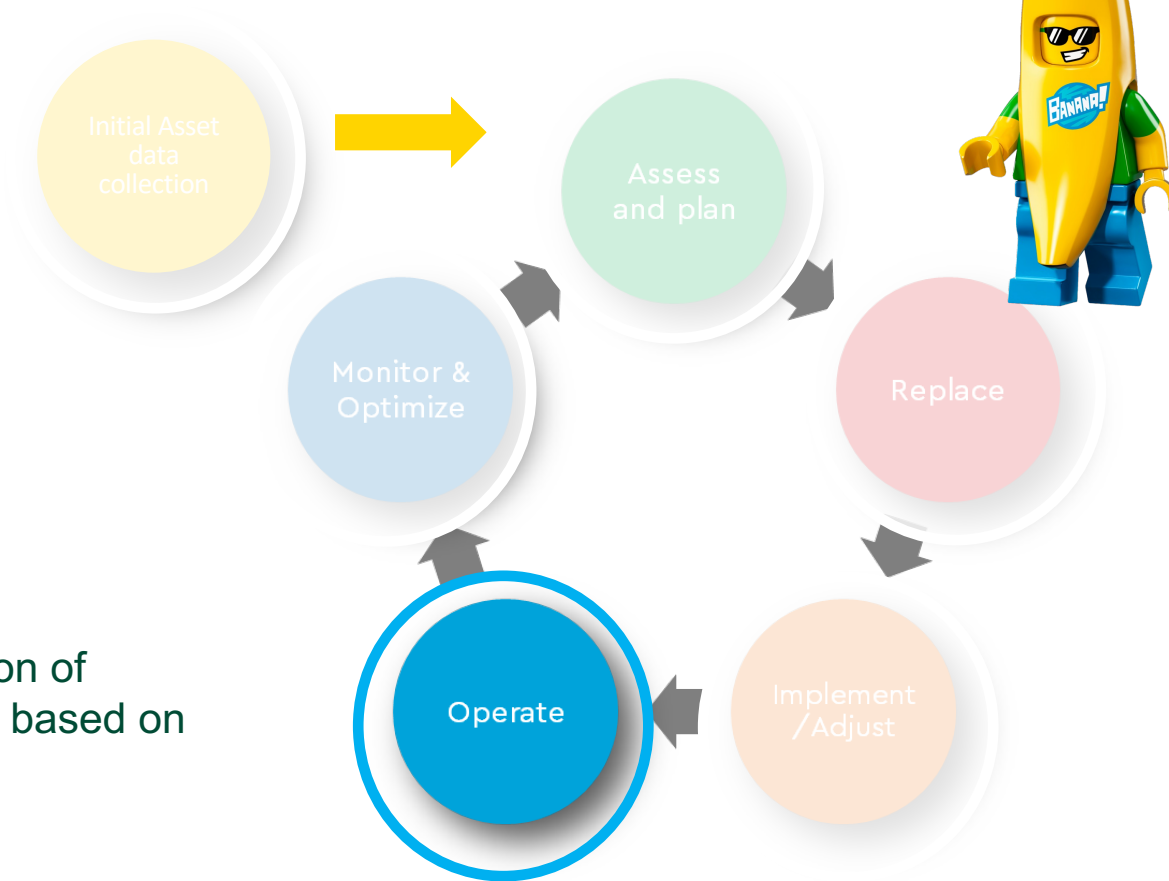 Initial Asset
data
collection
BANANA!
Assess
and plan
Monitor &
Optimize
Replace
on of
based on
Operate
Implement
/Adjust